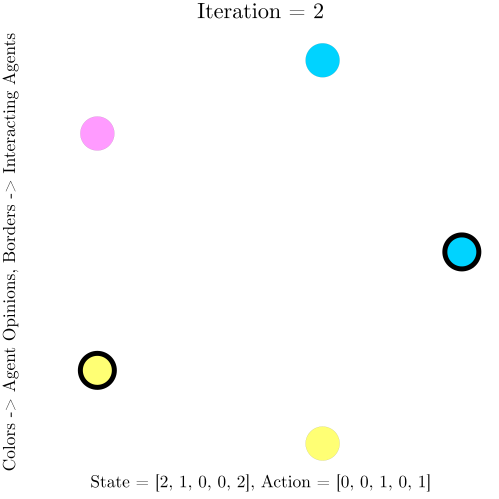 Iteration = 2
Colors -> Agent Opinions, Borders -> Interacting Agents
State = [2, 1, 0, 0, 2], Action = [0, 0, 1, 0, 1]